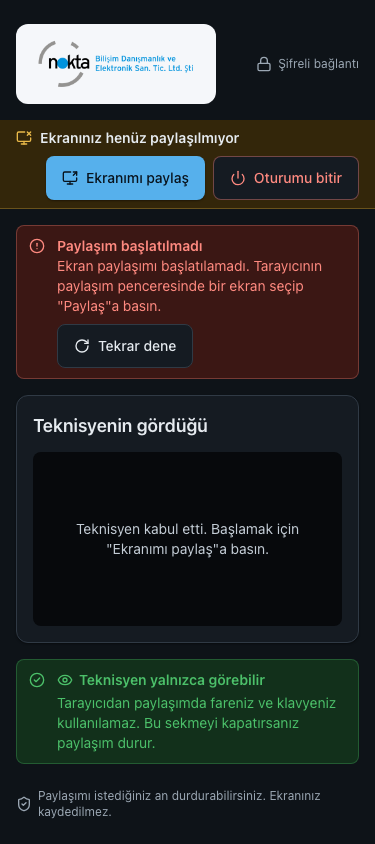 nokta Bilişim Danışmanlık ve
Elektronik San. Tic. Ltd. Şti
Şifreli bağlantı
Ekranınız henüz paylaşılmıyor
Ekranımı paylaş
Oturumu bitir
Paylaşım başlatılmadı
Ekran paylaşımı başlatılamadı. Tarayıcının
paylaşım penceresinde bir ekran seçip
"Paylaş"a basın.
Tekrar dene
Teknisyenin gördüğü
Teknisyen kabul etti. Başlamak için
"Ekranımı paylaş"a basın.
Teknisyen yalnızca görebilir
Tarayıcıdan paylaşımda fareniz ve klavyeniz
kullanılamaz. Bu sekmeyi kapatırsanız
paylaşım durur.
Paylaşımı istediğiniz an durdurabilirsiniz. Ekranınız
kaydedilmez.